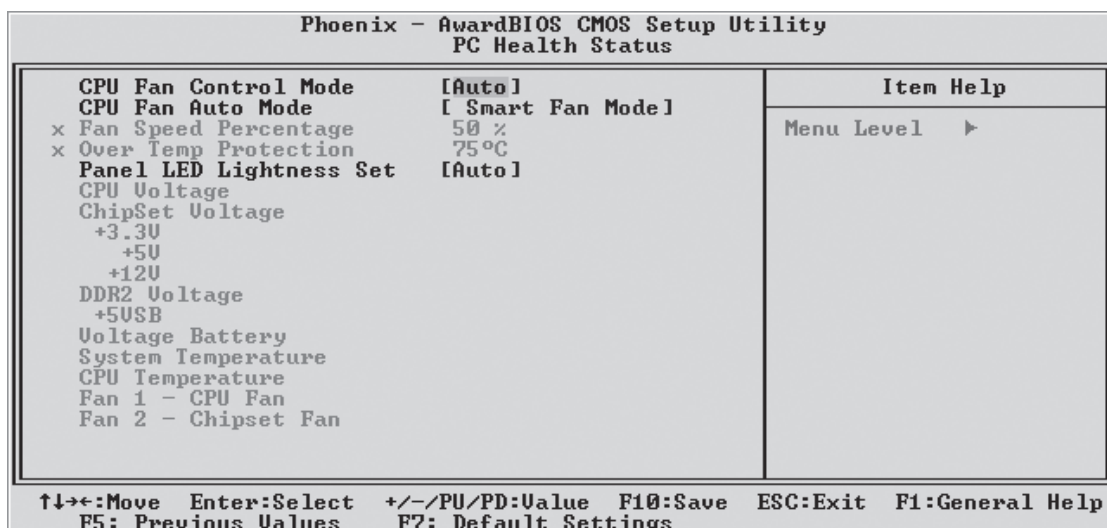 Phoenix - AwardBIOS CMOS Setup Utility
PC Health Status
CPU Fan Control Mode [Auto]
CPU Fan Auto Mode [ Smart Fan Mode]
x Fan Speed Percentage 50 %
x Over Temp Protection 75°C
Panel LED Lightness Set [Auto]
CPU Voltage
ChipSet Voltage
+3.3V
+5V
+12V
DDR2 Voltage
+5VSB
Voltage Battery
System Temperature
CPU Temperature
Fan 1 - CPU Fan
Fan 2 - Chipset Fan
Item Help
Menu Level ▶
↑↓→←:Move Enter:Select +/-/PU/PD:Value F10:Save ESC:Exit F1:General Help
F5: Previous Values F7: Default Settings